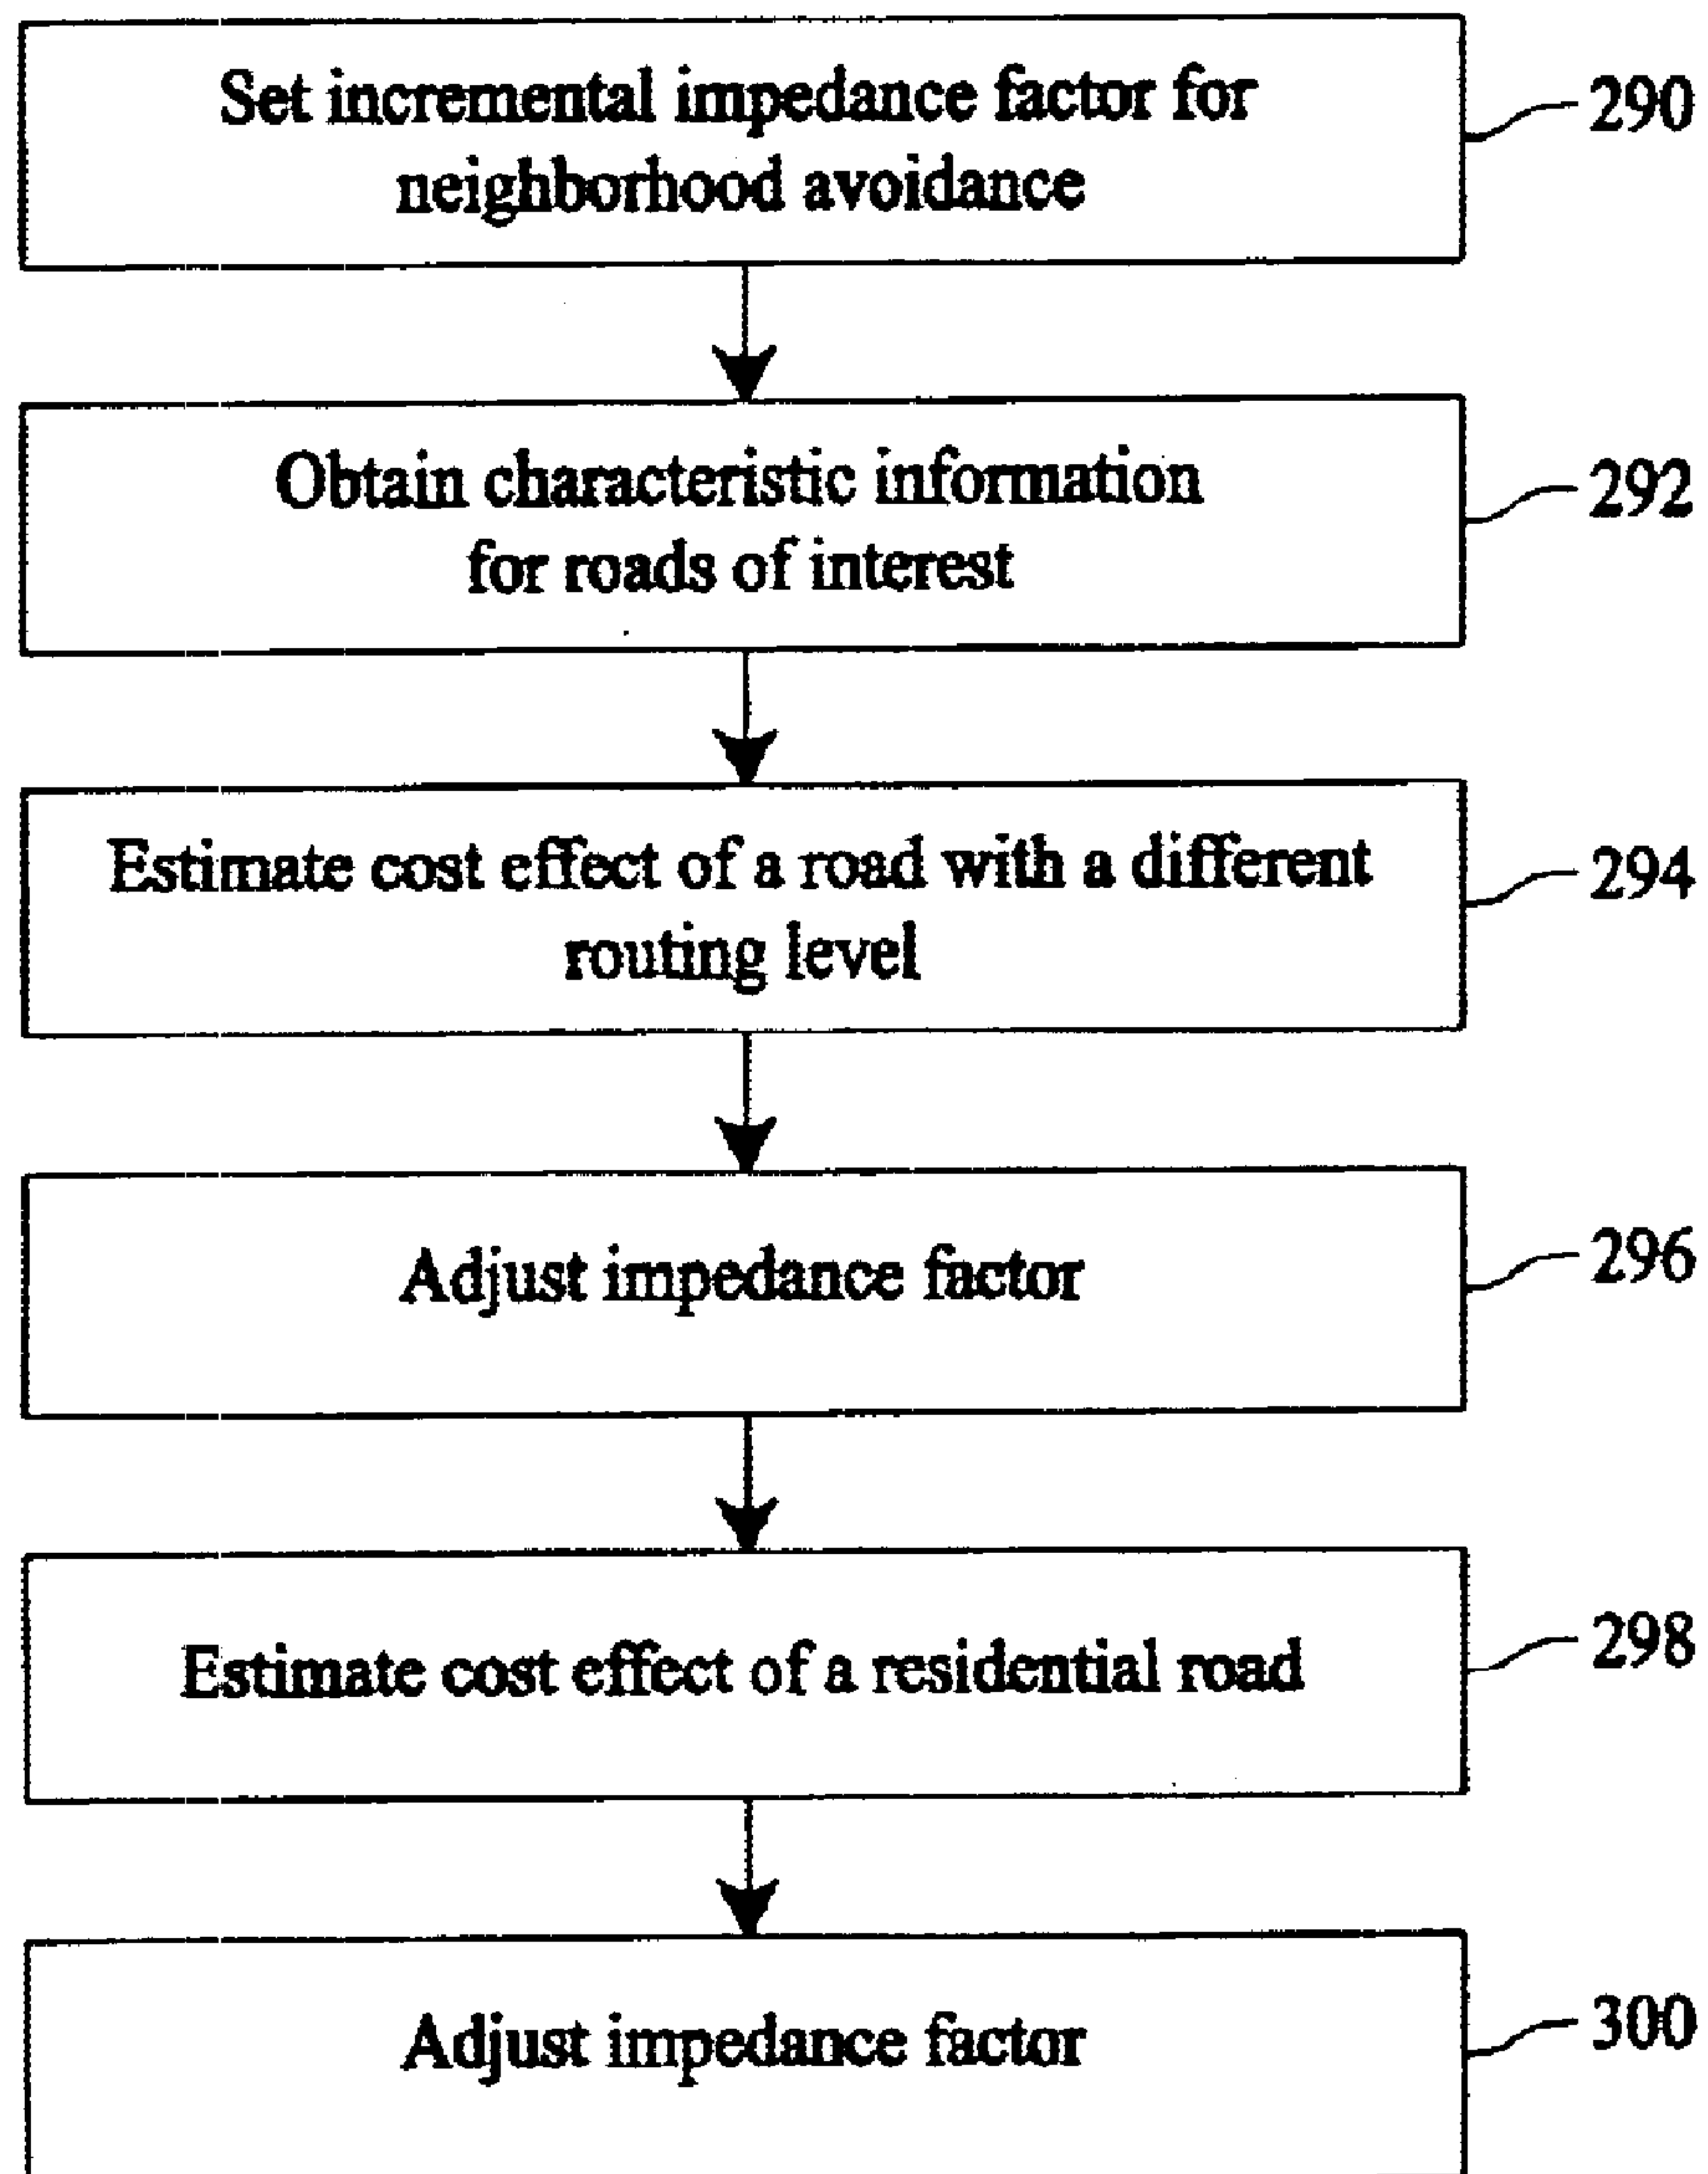 Set incremental impedance factor for
neighborhood avoidance
290
Obtain characteristic information
for roads of interest
292
Estimate cost effect of a road with a different
routing level
294
Adjust impedance factor
296
Estimate cost effect of a residential road
298
Adjust impedance factor
300